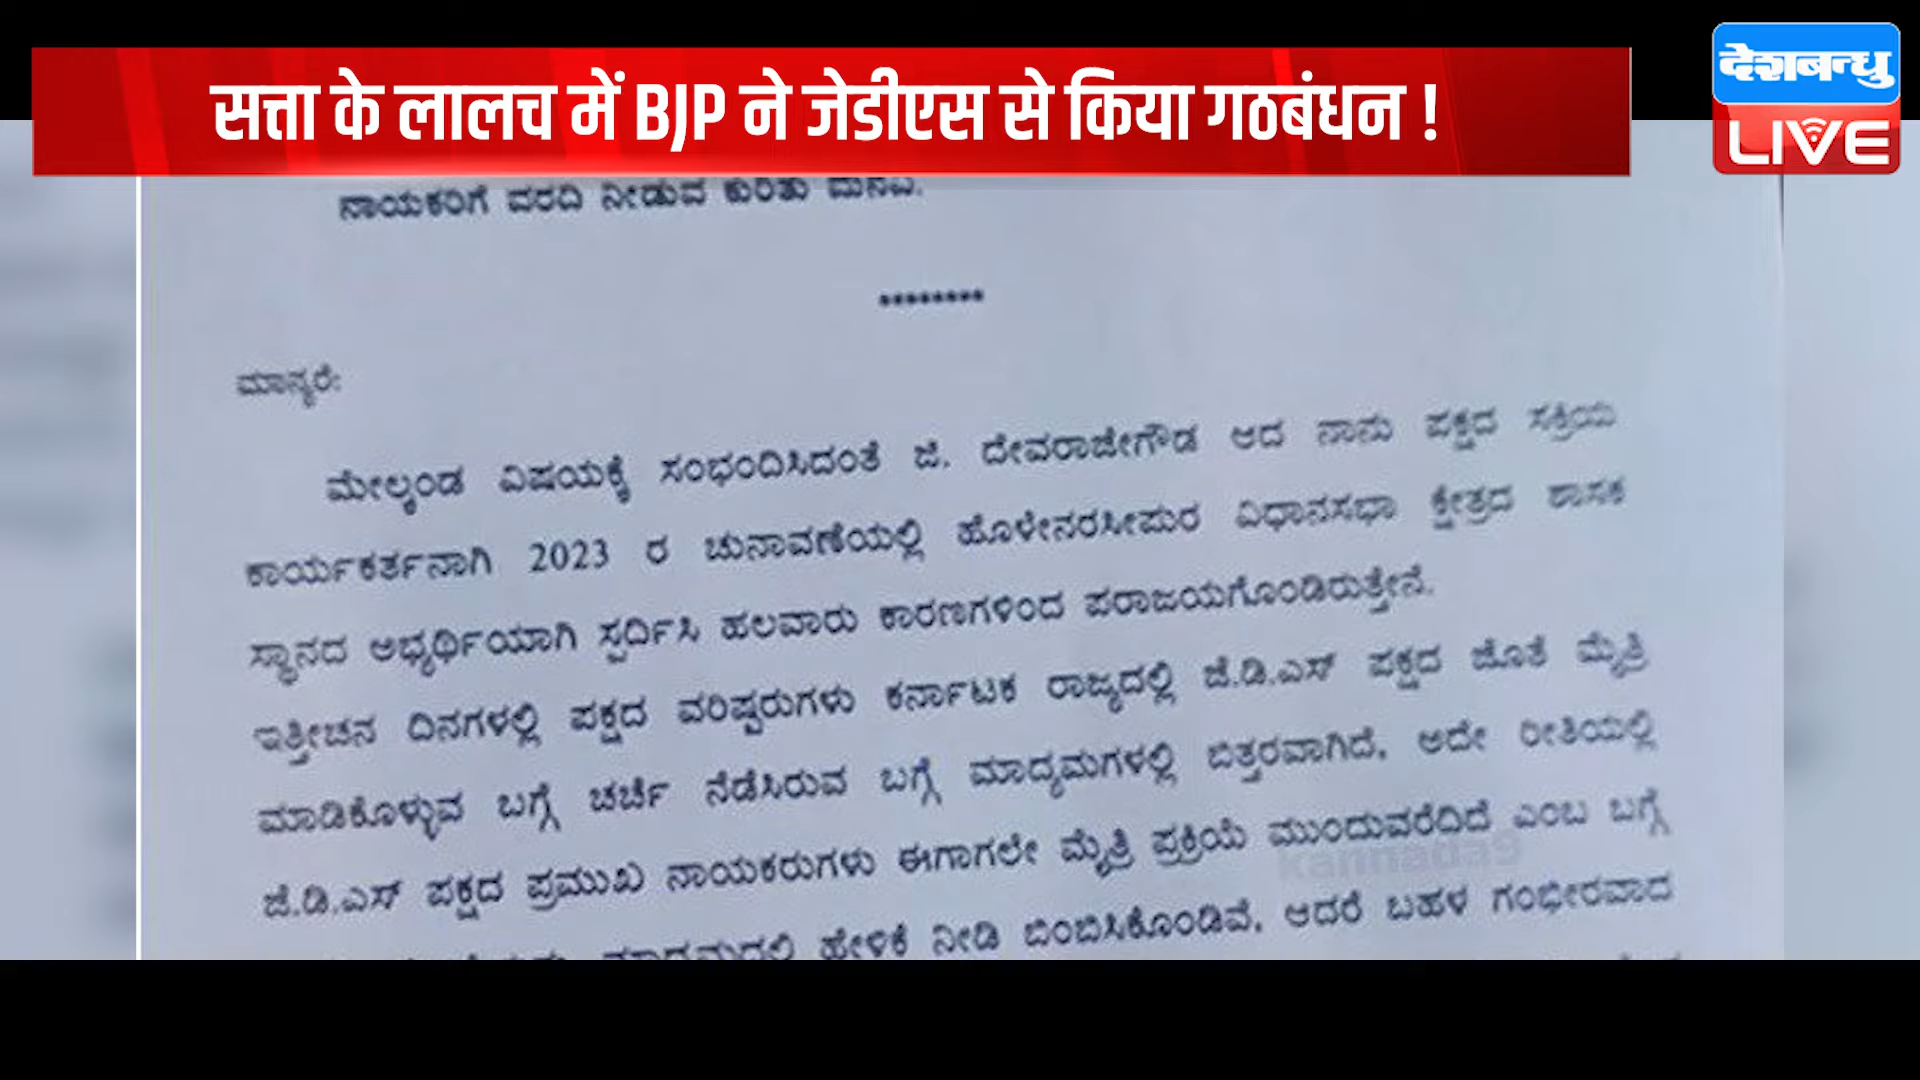 सत्ता के लालच में BJP ने जेडीएस से किया गठबंधन !
देशबन्धु
LIVE
ನಾಯಕರಿಗೆ ವರದಿ ನೀಡುವ ಕುರಿತು ಮನವಿ.
********
ಮಾನ್ಯರೇ:
ಮೇಲ್ಕಂಡ ವಿಷಯಕ್ಕೆ ಸಂಭಂದಿಸಿದಂತೆ ಜಿ. ದೇವರಾಜೇಗೌಡ ಆದ ನಾನು ಪಕ್ಷದ ಸಕ್ರಿಯ
ಕಾರ್ಯಕರ್ತನಾಗಿ 2023 ರ ಚುನಾವಣೆಯಲ್ಲಿ ಹೊಳೇನರಸೀಪುರ ವಿಧಾನಸಭಾ ಕ್ಷೇತ್ರದ ಶಾಸಕ
ಸ್ಥಾನದ ಅಭ್ಯರ್ಥಿಯಾಗಿ ಸ್ಪರ್ದಿಸಿ ಹಲವಾರು ಕಾರಣಗಳಿಂದ ಪರಾಜಯಗೊಂಡಿರುತ್ತೇನೆ.
ಇತ್ತೀಚಿನ ದಿನಗಳಲ್ಲಿ ಪಕ್ಷದ ವರಿಷ್ಠರುಗಳು ಕರ್ನಾಟಕ ರಾಜ್ಯದಲ್ಲಿ ಜೆ.ಡಿ.ಎಸ್ ಪಕ್ಷದ ಜೊತೆ ಮೈತ್ರಿ
ಮಾಡಿಕೊಳ್ಳುವ ಬಗ್ಗೆ ಚರ್ಚೆ ನೆಡೆಸಿರುವ ಬಗ್ಗೆ ಮಾದ್ಯಮಗಳಲ್ಲಿ ಬಿತ್ತರವಾಗಿದೆ, ಅದೇ ರೀತಿಯಲ್ಲಿ
ಜೆ.ಡಿ.ಎಸ್ ಪಕ್ಷದ ಪ್ರಮುಖ ನಾಯಕರುಗಳು ಈಗಾಗಲೇ ಮೈತ್ರಿ ಪ್ರಕ್ರಿಯೆ ಮುಂದುವರೆದಿದೆ ಎಂಬ ಬಗ್ಗೆ
ಹೇಳಿಕೆ ನೀಡಿ ಬಿಂಬಿಸಿಕೊಂಡಿವೆ, ಆದರೆ ಬಹಳ ಗಂಭೀರವಾದ